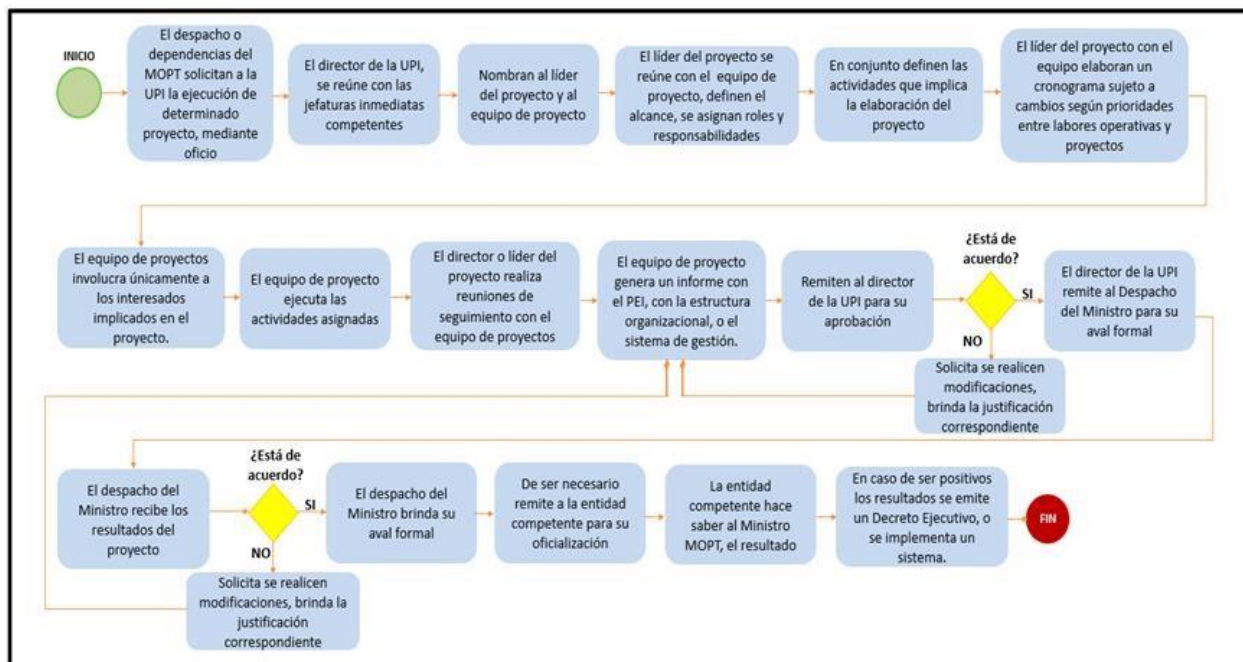 INICIO
El despacho o
dependencias del
MOPT solicitan a la
UPI la ejecución de
determinado
proyecto, mediante
oficio
El director de la UPI,
se reúne con las
jefaturas inmediatas
competentes
Nombran al líder
del proyecto y al
equipo de proyecto
El líder del proyecto se
reúne con el equipo de
proyecto, definen el
alcance, se asignan roles y
responsabilidades
En conjunto definen las
actividades que implica
la elaboración del
proyecto
El líder del proyecto con el
equipo elaboran un
cronograma sujeto a
cambios según prioridades
entre labores operativas y
proyectos
El equipo de proyectos
involucra únicamente a
los interesados
implicados en el
proyecto.
El equipo de proyecto
ejecuta las
actividades asignadas
El director o líder del
proyecto realiza
reuniones de
seguimiento con el
equipo de proyectos
El equipo de proyecto
genera un informe con
el PEI, con la estructura
organizacional, o el
sistema de gestión.
Remiten al director
de la UPI para su
aprobación
¿Está de
acuerdo?
SI
NO
El director de la UPI
remite al Despacho
del Ministro para su
aval formal
Solicita se realicen
modificaciones,
brinda la justificación
correspondiente
El despacho del
Ministro recibe los
resultados del
proyecto
¿Está de
acuerdo?
SI
NO
El despacho del
Ministro brinda su
aval formal
De ser necesario
remite a la entidad
competente para su
oficialización
La entidad
competente hace
saber al Ministro
MOPT, el resultado
En caso de ser positivos
los resultados se emite
un Decreto Ejecutivo, o
se implementa un
sistema.
FIN
Solicita se realicen
modificaciones, brinda la
justificación
correspondiente